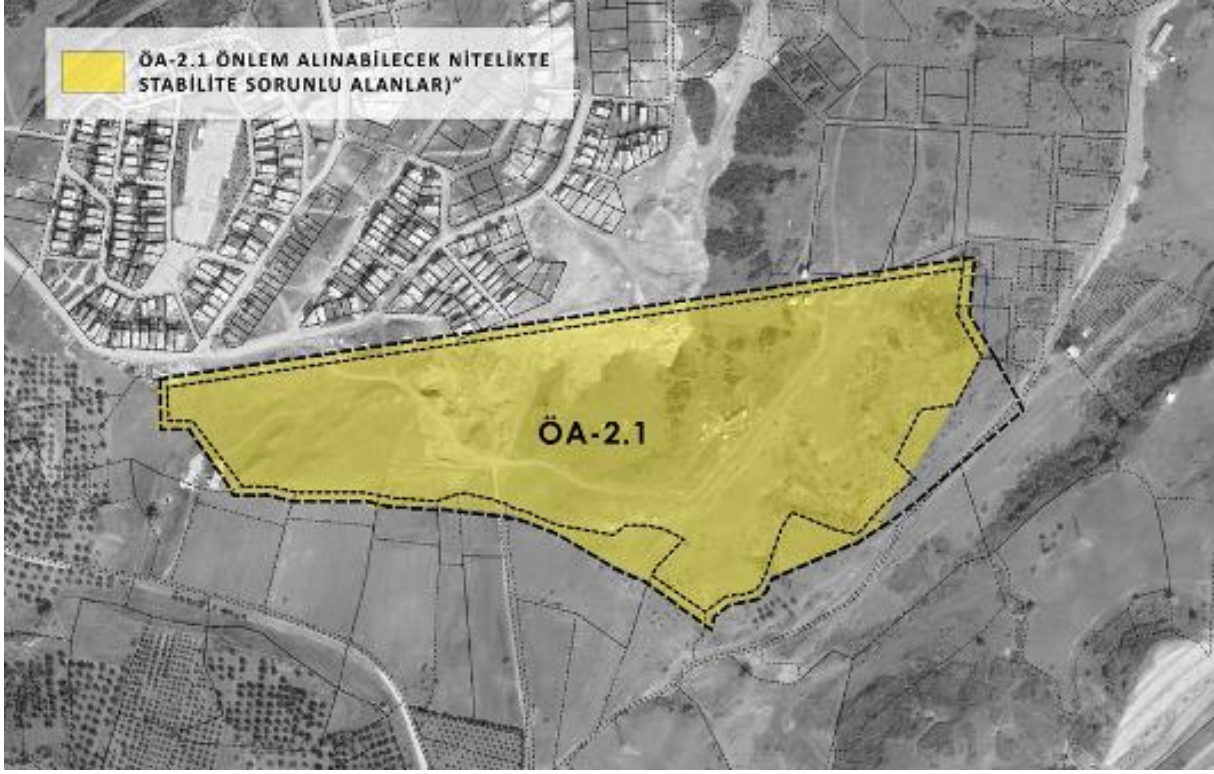 ÖA-2.1 ÖNLEM ALINABİLECEK NİTELİKTE
STABİLİTE SORUNLU ALANLAR)"
ÖA-2.1